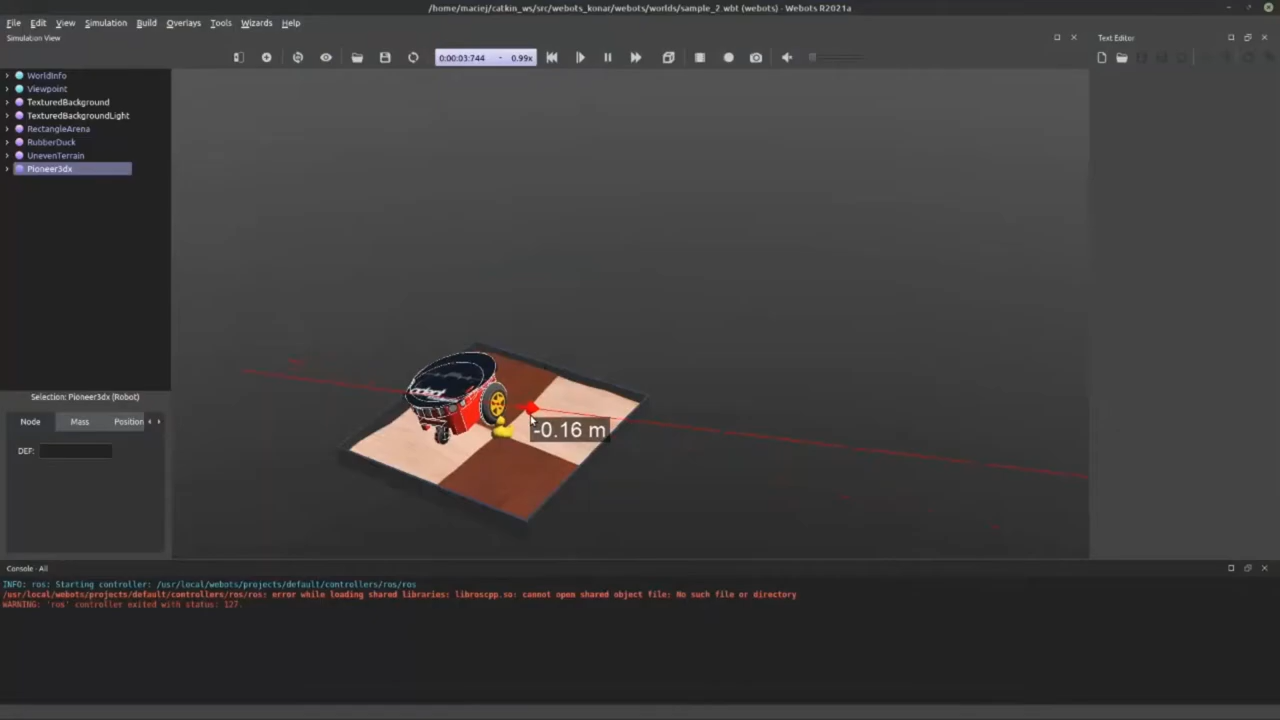 /home/maciej/catkin_ws/src/webots_konar/webots/worlds/sample_2.wbt (webots) - Webots R2021a
File Edit View Simulation Build Overlays Tools Wizards Help
Simulation View
Text Editor
0:00:03:744 - 0.99x
WorldInfo
Viewpoint
TexturedBackground
TexturedBackgroundLight
RectangleArena
RubberDuck
UnevenTerrain
Pioneer3dx
-0.16 m
Selection: Pioneer3dx (Robot)
Node Mass Position
DEF:
Console - All
INFO: ros: Starting controller: /usr/local/webots/projects/default/controllers/ros/ros
/usr/local/webots/projects/default/controllers/ros/ros: error while loading shared libraries: libroscpp.so: cannot open shared object file: No such file or directory
WARNING: 'ros' controller exited with status: 127.